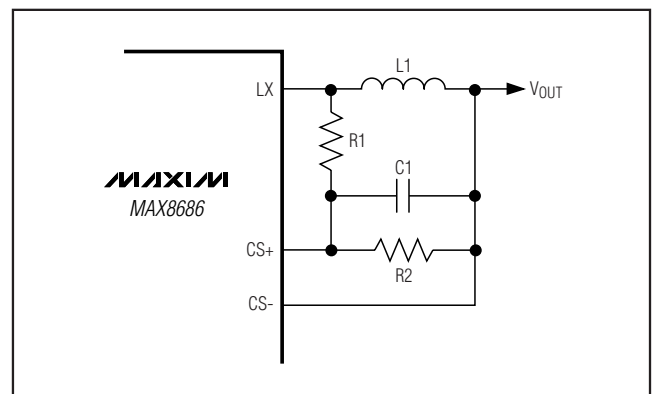 L1
LX
VOUT
R1
C1
MAXIM
MAX8686
CS+
R2
CS-